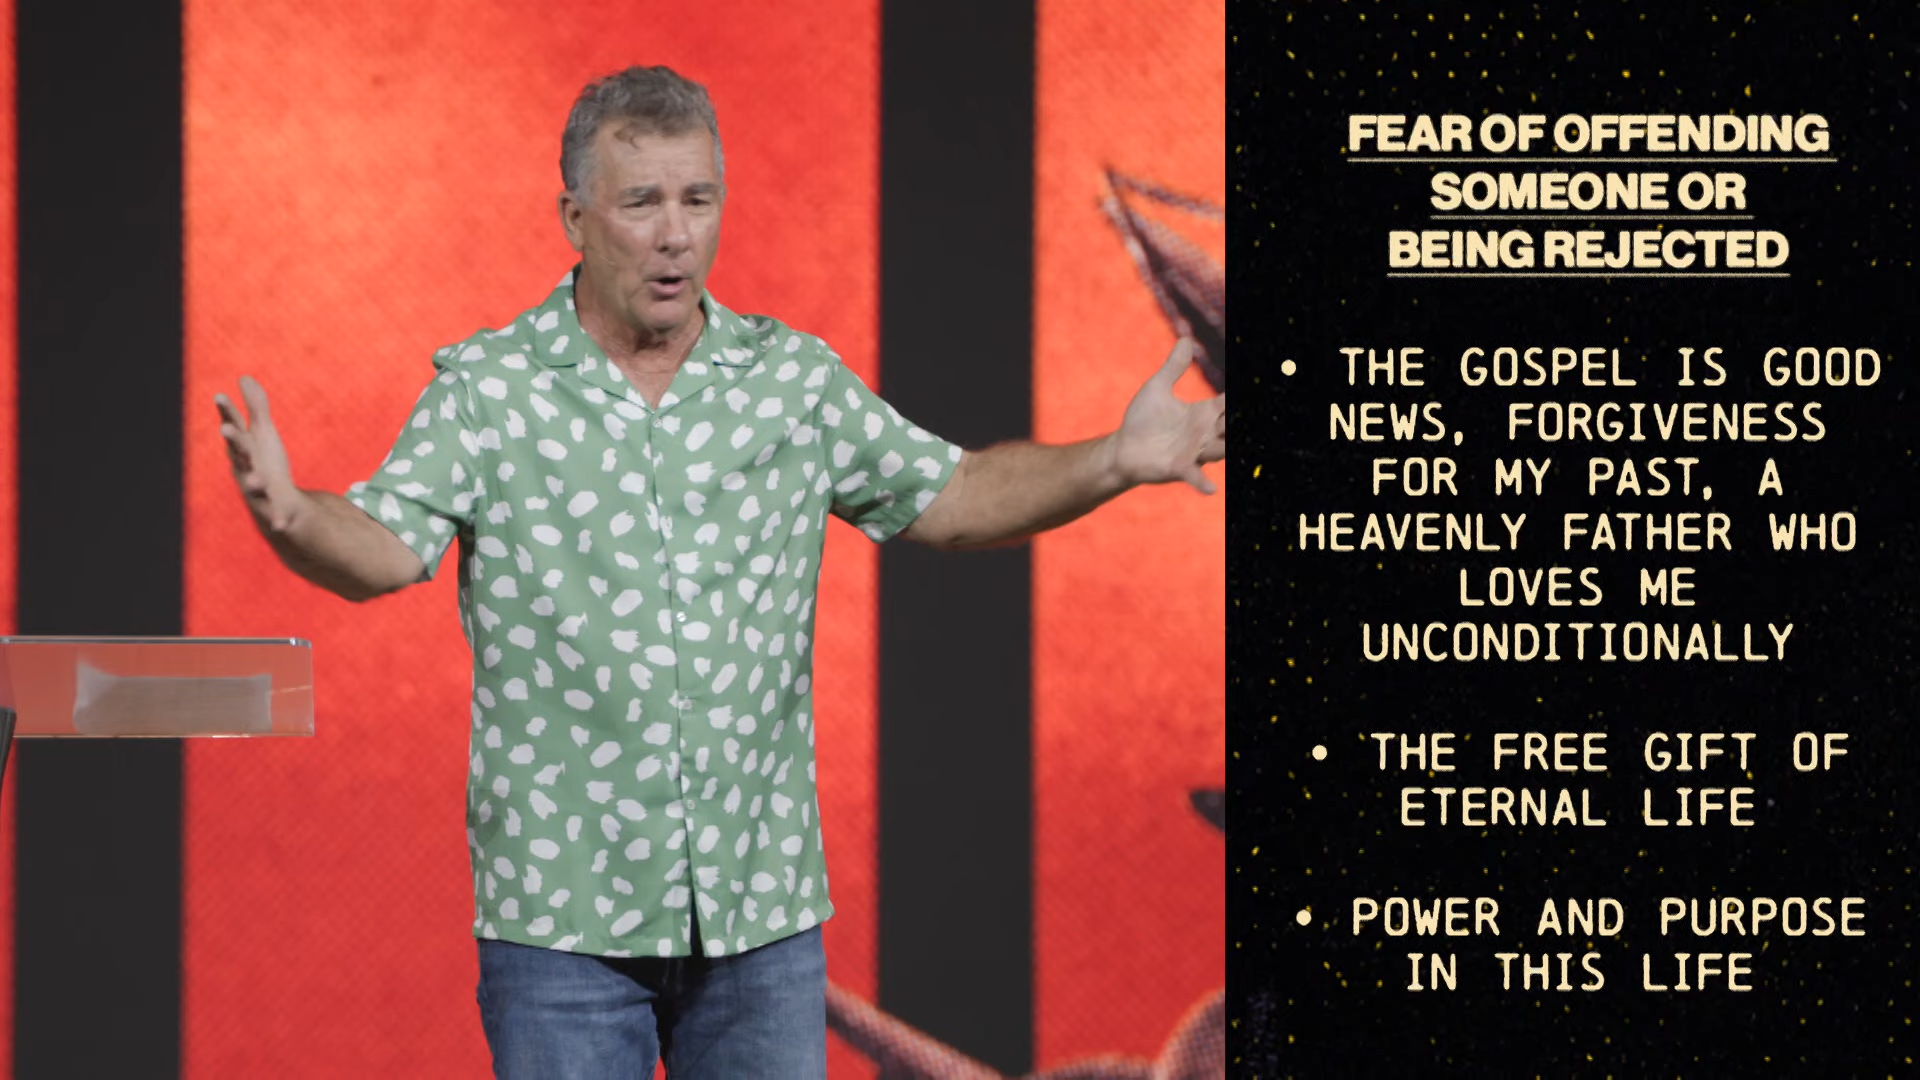 FEAR OF OFFENDING
SOMEONE OR
BEING REJECTED
• THE GOSPEL IS GOOD
NEWS, FORGIVENESS
FOR MY PAST, A
HEAVENLY FATHER WHO
LOVES ME
UNCONDITIONALLY
• THE FREE GIFT OF
ETERNAL LIFE
• POWER AND PURPOSE
IN THIS LIFE